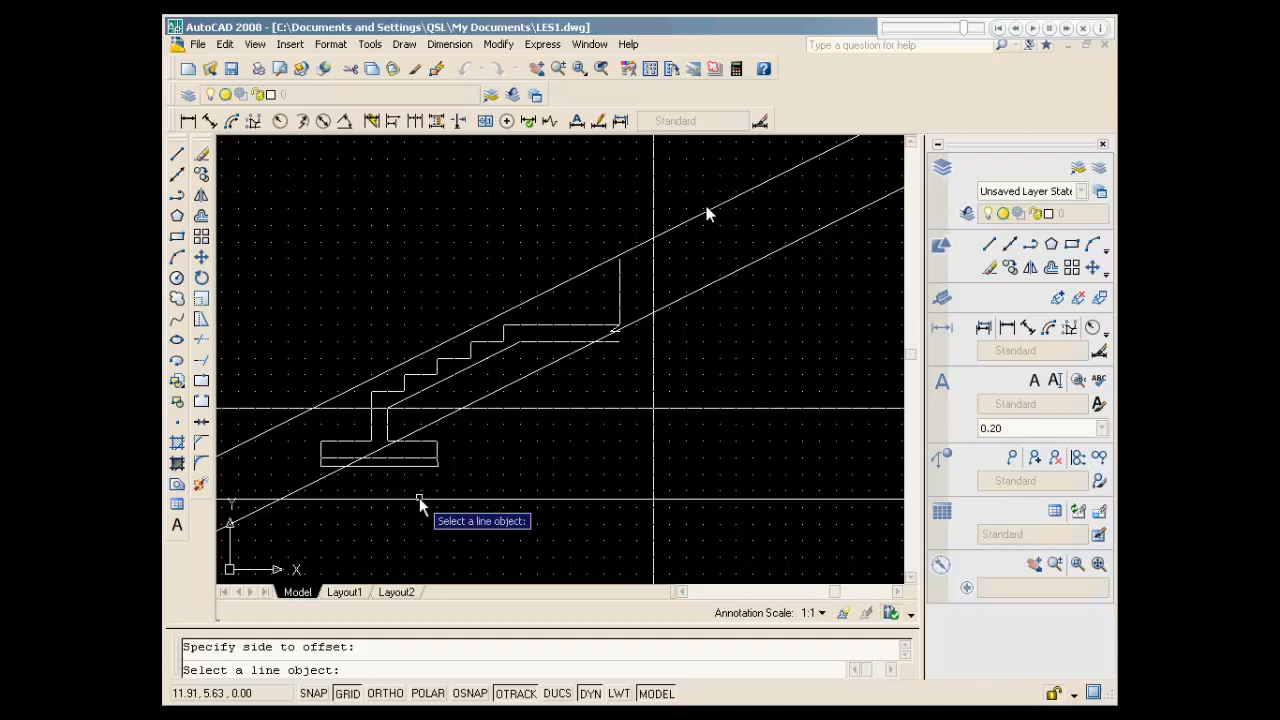 AutoCAD 2008 - [C:\Documents and Settings\QSL\My Documents\LES1.dwg]
File Edit View Insert Format Tools Draw Dimension Modify Express Window Help
Type a question for help
0
Standard
Unsaved Layer State
0
Standard
A
Standard
0.20
Standard
Standard
Select a line object:
Y
X
A
Model Layout1 Layout2
Annotation Scale: 1:1
Specify side to offset:
Select a line object:
11.91, 5.63, 0.00 SNAP GRID ORTHO POLAR OSNAP OTRACK DUCS DYN LWT MODEL